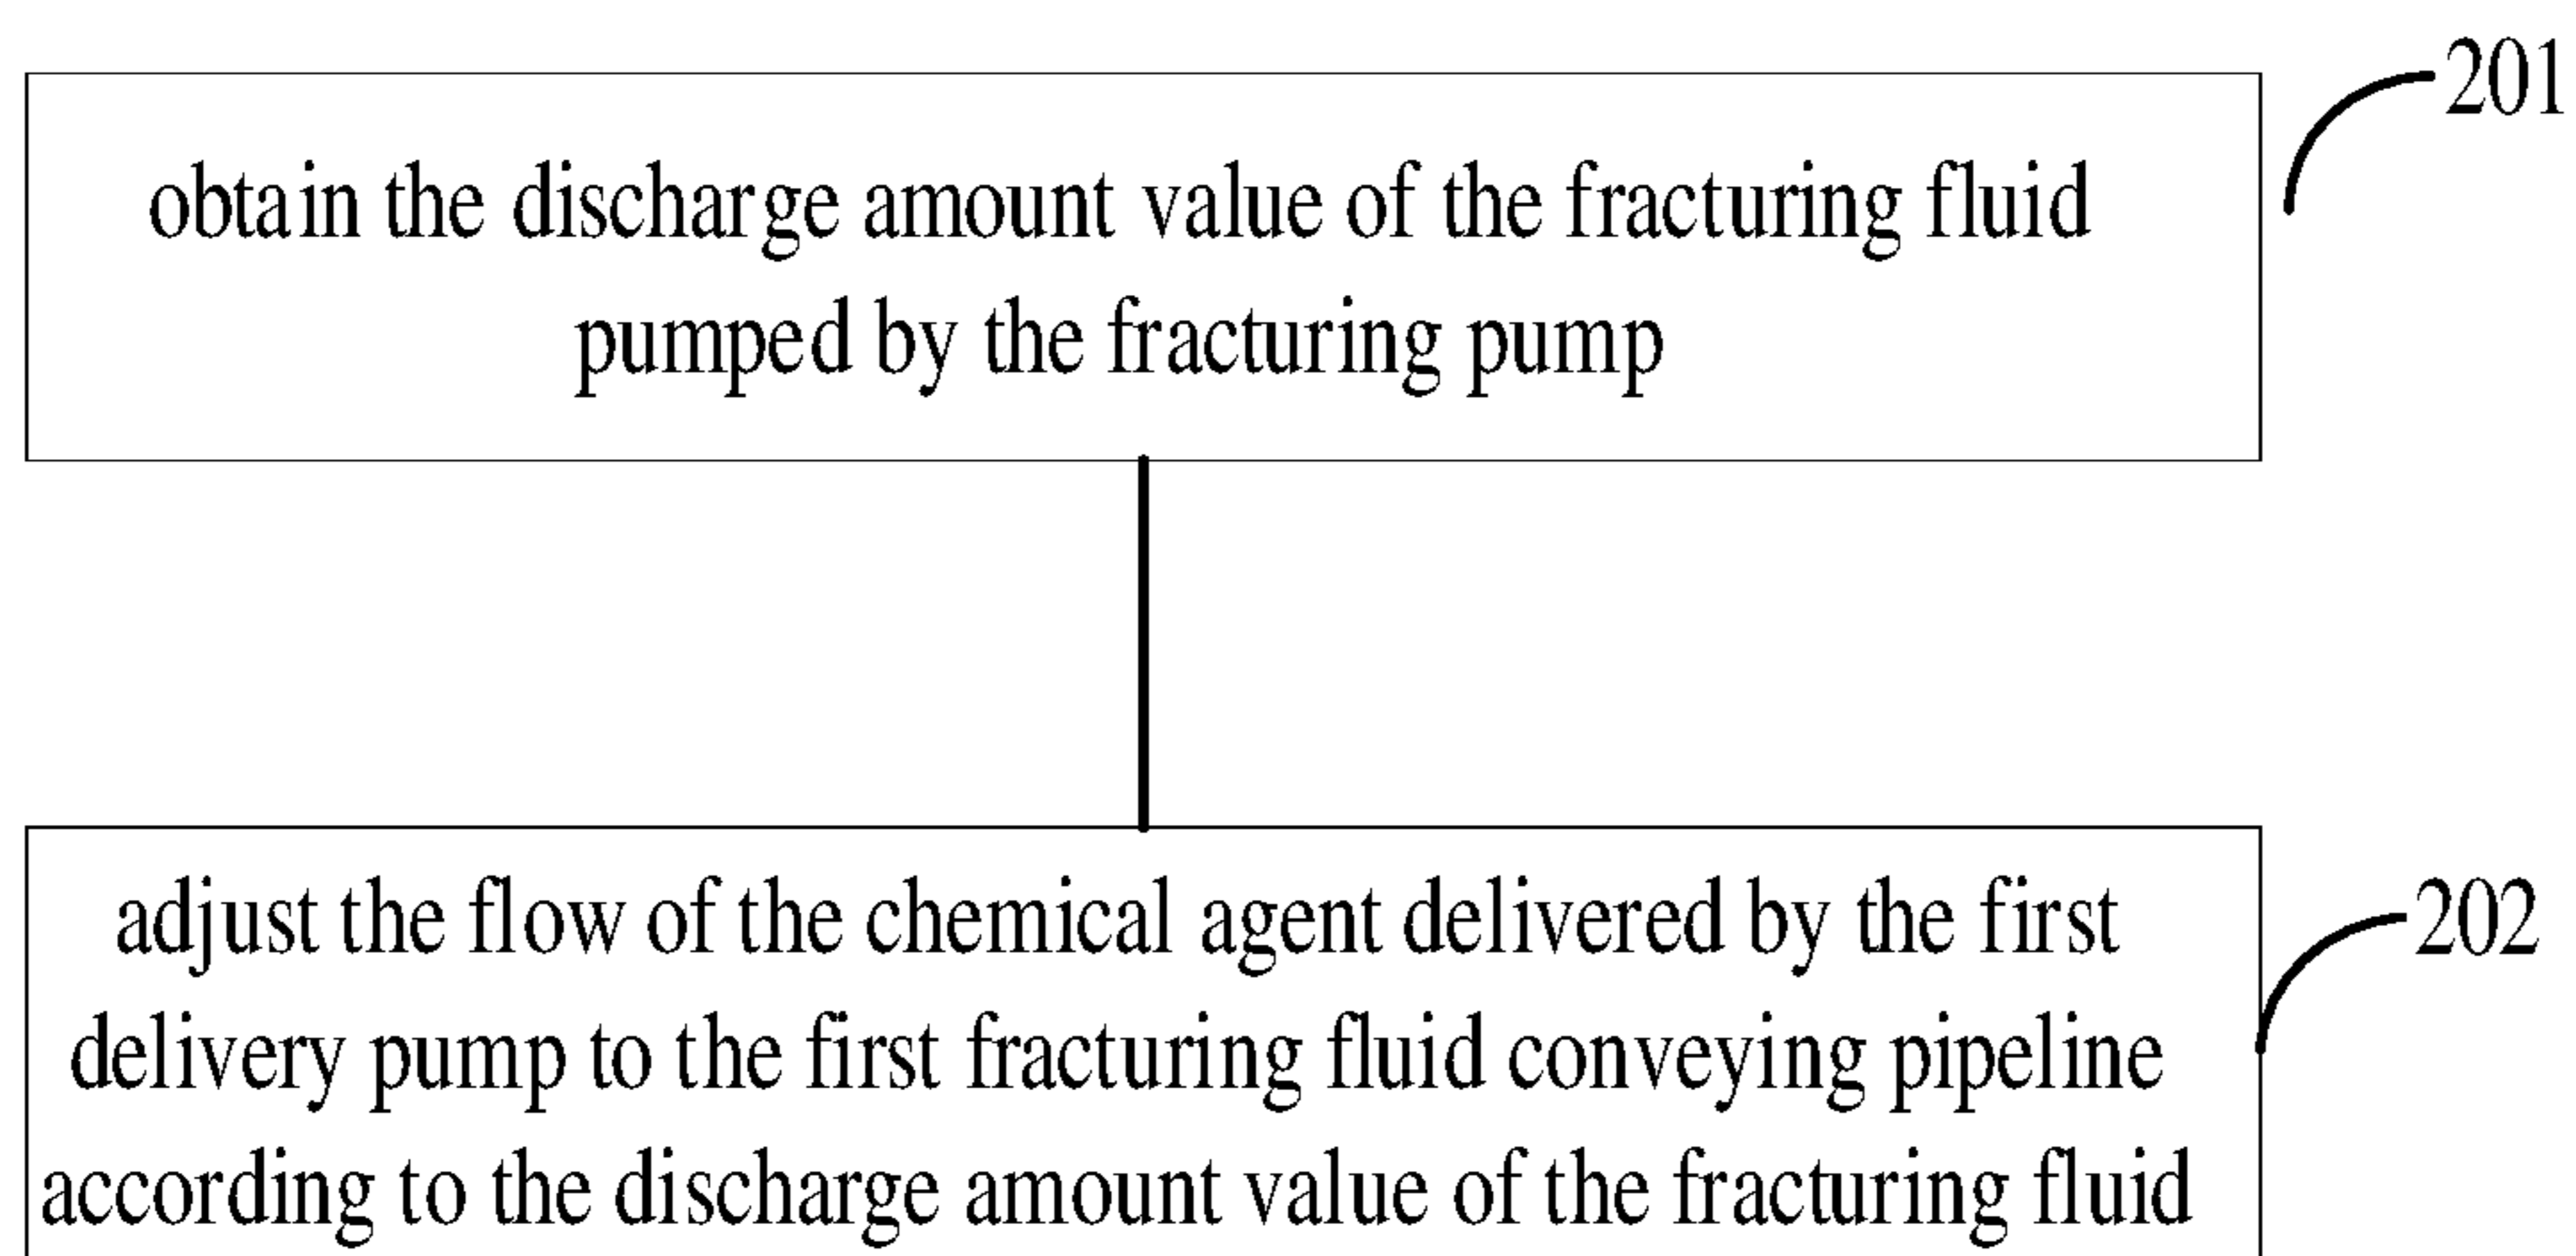 201
obtain the discharge amount value of the fracturing fluid
pumped by the fracturing pump
adjust the flow of the chemical agent delivered by the first
202
delivery pump to the first fracturing fluid conveying pipeline
according to the discharge amount value of the fracturing fluid